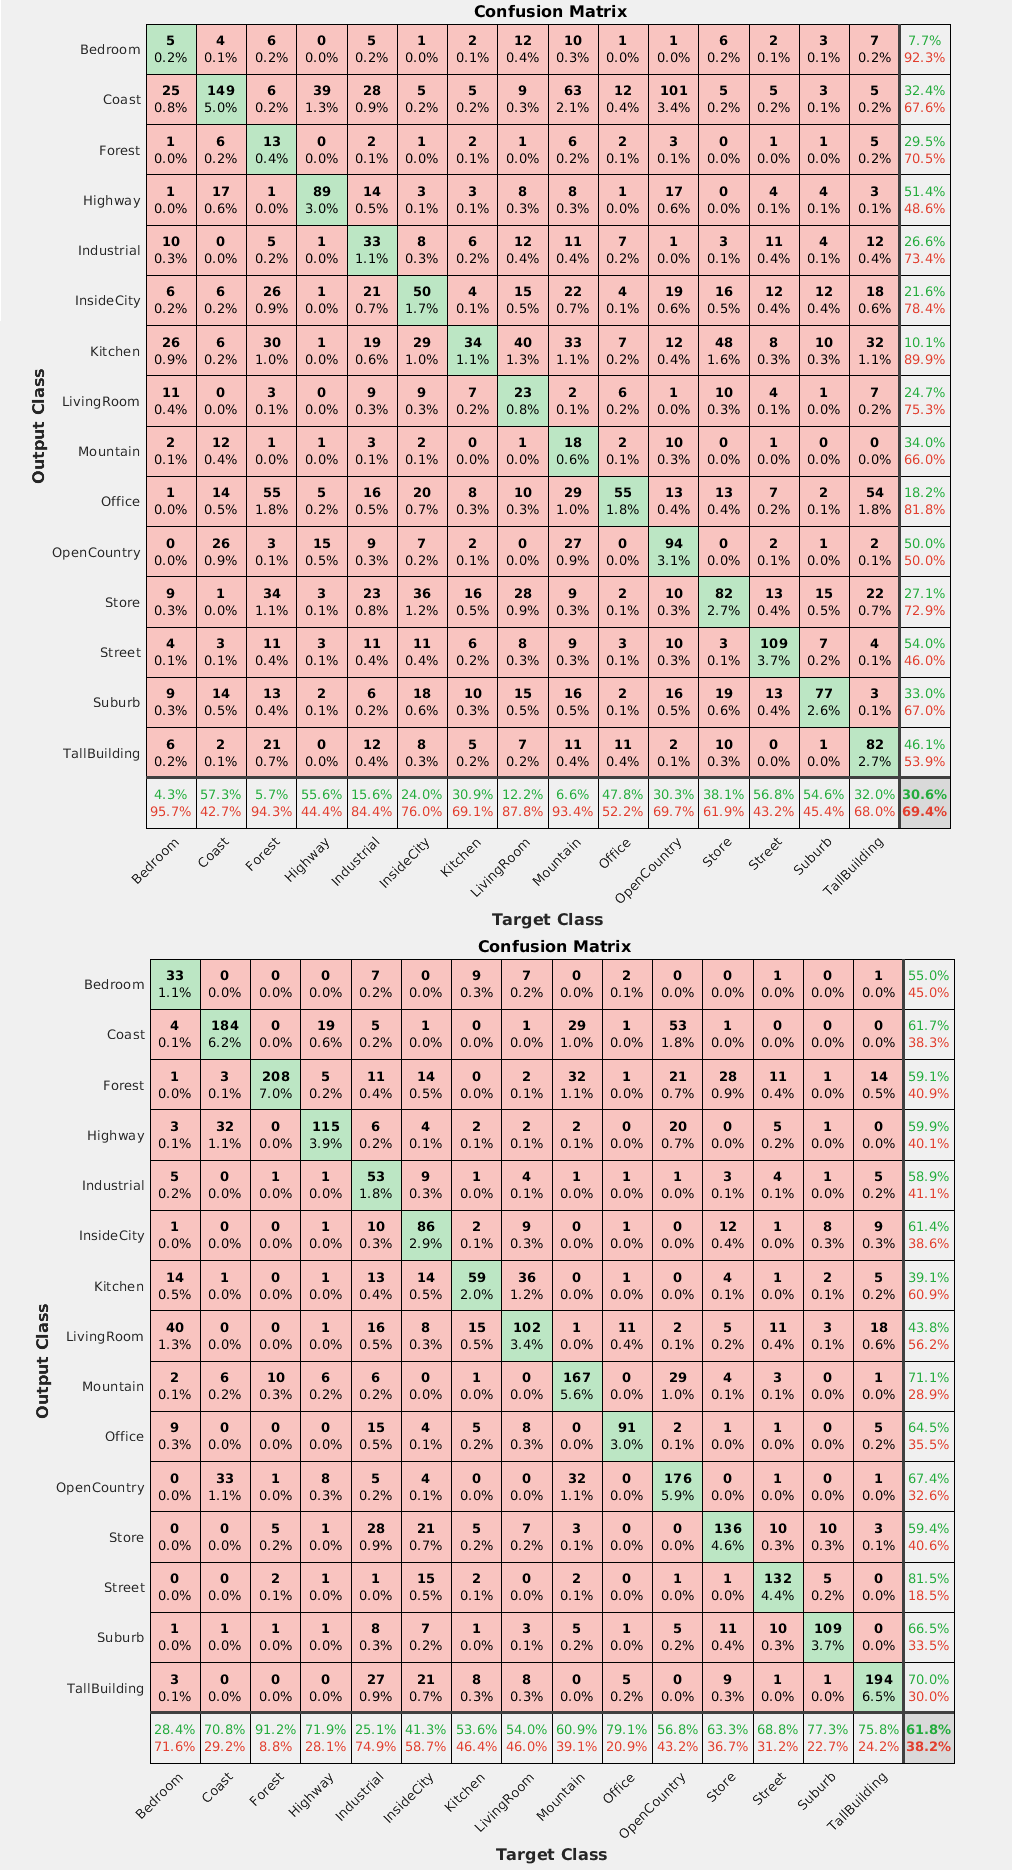 Confusion Matrix
Bedroom 5 4 6 0 5 1 2 12 10 1 1 6 2 3 7 7.7%
0.2% 0.1% 0.2% 0.0% 0.2% 0.0% 0.1% 0.4% 0.3% 0.0% 0.0% 0.2% 0.1% 0.1% 0.2% 92.3%
Coast 25 149 6 39 28 5 5 9 63 12 101 5 5 3 5 32.4%
0.8% 5.0% 0.2% 1.3% 0.9% 0.2% 0.2% 0.3% 2.1% 0.4% 3.4% 0.2% 0.2% 0.1% 0.2% 67.6%
Forest 1 6 13 0 2 1 2 1 6 2 3 0 1 1 5 29.5%
0.0% 0.2% 0.4% 0.0% 0.1% 0.0% 0.1% 0.0% 0.2% 0.1% 0.1% 0.0% 0.0% 0.0% 0.2% 70.5%
Highway 1 17 1 89 14 3 3 8 8 1 17 0 4 4 3 51.4%
0.0% 0.6% 0.0% 3.0% 0.5% 0.1% 0.1% 0.3% 0.3% 0.0% 0.6% 0.0% 0.1% 0.1% 0.1% 48.6%
Industrial 10 0 5 1 33 8 6 12 11 7 1 3 11 4 12 26.6%
0.3% 0.0% 0.2% 0.0% 1.1% 0.3% 0.2% 0.4% 0.4% 0.2% 0.0% 0.1% 0.4% 0.1% 0.4% 73.4%
InsideCity 6 6 26 1 21 50 4 15 22 4 19 16 12 12 18 21.6%
0.2% 0.2% 0.9% 0.0% 0.7% 1.7% 0.1% 0.5% 0.7% 0.1% 0.6% 0.5% 0.4% 0.4% 0.6% 78.4%
Kitchen 26 6 30 1 19 29 34 40 33 7 12 48 8 10 32 10.1%
0.9% 0.2% 1.0% 0.0% 0.6% 1.0% 1.1% 1.3% 1.1% 0.2% 0.4% 1.6% 0.3% 0.3% 1.1% 89.9%
LivingRoom 11 0 3 0 9 9 7 23 2 6 1 10 4 1 7 24.7%
0.4% 0.0% 0.1% 0.0% 0.3% 0.3% 0.2% 0.8% 0.1% 0.2% 0.0% 0.3% 0.1% 0.0% 0.2% 75.3%
Mountain 2 12 1 1 3 2 0 1 18 2 10 0 1 0 0 34.0%
0.1% 0.4% 0.0% 0.0% 0.1% 0.1% 0.0% 0.0% 0.6% 0.1% 0.3% 0.0% 0.0% 0.0% 0.0% 66.0%
Office 1 14 55 5 16 20 8 10 29 55 13 13 7 2 54 18.2%
0.0% 0.5% 1.8% 0.2% 0.5% 0.7% 0.3% 0.3% 1.0% 1.8% 0.4% 0.4% 0.2% 0.1% 1.8% 81.8%
OpenCountry 0 26 3 15 9 7 2 0 27 0 94 0 2 1 2 50.0%
0.0% 0.9% 0.1% 0.5% 0.3% 0.2% 0.1% 0.0% 0.9% 0.0% 3.1% 0.0% 0.1% 0.0% 0.1% 50.0%
Store 9 1 34 3 23 36 16 28 9 2 10 82 13 15 22 27.1%
0.3% 0.0% 1.1% 0.1% 0.8% 1.2% 0.5% 0.9% 0.3% 0.1% 0.3% 2.7% 0.4% 0.5% 0.7% 72.9%
Street 4 3 11 3 11 11 6 8 9 3 10 3 109 7 4 54.0%
0.1% 0.1% 0.4% 0.1% 0.4% 0.4% 0.2% 0.3% 0.3% 0.1% 0.3% 0.1% 3.7% 0.2% 0.1% 46.0%
Suburb 9 14 13 2 6 18 10 15 16 2 16 19 13 77 3 33.0%
0.3% 0.5% 0.4% 0.1% 0.2% 0.6% 0.3% 0.5% 0.5% 0.1% 0.5% 0.6% 0.4% 2.6% 0.1% 67.0%
TallBuilding 6 2 21 0 12 8 5 7 11 11 2 10 0 1 82 46.1%
0.2% 0.1% 0.7% 0.0% 0.4% 0.3% 0.2% 0.2% 0.4% 0.4% 0.1% 0.3% 0.0% 0.0% 2.7% 53.9%
4.3% 57.3% 5.7% 55.6% 15.6% 24.0% 30.9% 12.2% 6.6% 47.8% 30.3% 38.1% 56.8% 54.6% 32.0% 30.6%
95.7% 42.7% 94.3% 44.4% 84.4% 76.0% 69.1% 87.8% 93.4% 52.2% 69.7% 61.9% 43.2% 45.4% 68.0% 69.4%
Bedroom Coast Forest Highway Industrial InsideCity Kitchen LivingRoom Mountain Office OpenCountry Store Street Suburb TallBuilding
Target Class
Output Class
Confusion Matrix
Bedroom 33 0 0 0 7 0 9 7 0 2 0 0 1 0 1 55.0%
1.1% 0.0% 0.0% 0.0% 0.2% 0.0% 0.3% 0.2% 0.0% 0.1% 0.0% 0.0% 0.0% 0.0% 0.0% 45.0%
Coast 4 184 0 19 5 1 0 1 29 1 53 1 0 0 0 61.7%
0.1% 6.2% 0.0% 0.6% 0.2% 0.0% 0.0% 0.0% 1.0% 0.0% 1.8% 0.0% 0.0% 0.0% 0.0% 38.3%
Forest 1 3 208 5 11 14 0 2 32 1 21 28 11 1 14 59.1%
0.0% 0.1% 7.0% 0.2% 0.4% 0.5% 0.0% 0.1% 1.1% 0.0% 0.7% 0.9% 0.4% 0.0% 0.5% 40.9%
Highway 3 32 0 115 6 4 2 2 2 0 20 0 5 1 0 59.9%
0.1% 1.1% 0.0% 3.9% 0.2% 0.1% 0.1% 0.1% 0.1% 0.0% 0.7% 0.0% 0.2% 0.0% 0.0% 40.1%
Industrial 5 0 1 1 53 9 1 4 1 1 1 3 4 1 5 58.9%
0.2% 0.0% 0.0% 0.0% 1.8% 0.3% 0.0% 0.1% 0.0% 0.0% 0.0% 0.1% 0.1% 0.0% 0.2% 41.1%
InsideCity 1 0 0 1 10 86 2 9 0 1 0 12 1 8 9 61.4%
0.0% 0.0% 0.0% 0.0% 0.3% 2.9% 0.1% 0.3% 0.0% 0.0% 0.0% 0.4% 0.0% 0.3% 0.3% 38.6%
Kitchen 14 1 0 1 13 14 59 36 0 1 0 4 1 2 5 39.1%
0.5% 0.0% 0.0% 0.0% 0.4% 0.5% 2.0% 1.2% 0.0% 0.0% 0.0% 0.1% 0.0% 0.1% 0.2% 60.9%
LivingRoom 40 0 0 1 16 8 15 102 1 11 2 5 11 3 18 43.8%
1.3% 0.0% 0.0% 0.0% 0.5% 0.3% 0.5% 3.4% 0.0% 0.4% 0.1% 0.2% 0.4% 0.1% 0.6% 56.2%
Mountain 2 6 10 6 6 0 1 0 167 0 29 4 3 0 1 71.1%
0.1% 0.2% 0.3% 0.2% 0.2% 0.0% 0.0% 0.0% 5.6% 0.0% 1.0% 0.1% 0.1% 0.0% 0.0% 28.9%
Office 9 0 0 0 15 4 5 8 0 91 2 1 1 0 5 64.5%
0.3% 0.0% 0.0% 0.0% 0.5% 0.1% 0.2% 0.3% 0.0% 3.0% 0.1% 0.0% 0.0% 0.0% 0.2% 35.5%
OpenCountry 0 33 1 8 5 4 0 0 32 0 176 0 1 0 1 67.4%
0.0% 1.1% 0.0% 0.3% 0.2% 0.1% 0.0% 0.0% 1.1% 0.0% 5.9% 0.0% 0.0% 0.0% 0.0% 32.6%
Store 0 0 5 1 28 21 5 7 3 0 0 136 10 10 3 59.4%
0.0% 0.0% 0.2% 0.0% 0.9% 0.7% 0.2% 0.2% 0.1% 0.0% 0.0% 4.6% 0.3% 0.3% 0.1% 40.6%
Street 0 0 2 1 1 15 2 0 2 0 1 1 132 5 0 81.5%
0.0% 0.0% 0.1% 0.0% 0.0% 0.5% 0.1% 0.0% 0.1% 0.0% 0.0% 0.0% 4.4% 0.2% 0.0% 18.5%
Suburb 1 1 1 1 8 7 1 3 5 1 5 11 10 109 0 66.5%
0.0% 0.0% 0.0% 0.0% 0.3% 0.2% 0.0% 0.1% 0.2% 0.0% 0.2% 0.4% 0.3% 3.7% 0.0% 33.5%
TallBuilding 3 0 0 0 27 21 8 8 0 5 0 9 1 1 194 70.0%
0.1% 0.0% 0.0% 0.0% 0.9% 0.7% 0.3% 0.3% 0.0% 0.2% 0.0% 0.3% 0.0% 0.0% 6.5% 30.0%
28.4% 70.8% 91.2% 71.9% 25.1% 41.3% 53.6% 54.0% 60.9% 79.1% 56.8% 63.3% 68.8% 77.3% 75.8% 61.8%
71.6% 29.2% 8.8% 28.1% 74.9% 58.7% 46.4% 46.0% 39.1% 20.9% 43.2% 36.7% 31.2% 22.7% 24.2% 38.2%
Bedroom Coast Forest Highway Industrial InsideCity Kitchen LivingRoom Mountain Office OpenCountry Store Street Suburb TallBuilding
Target Class
Output Class